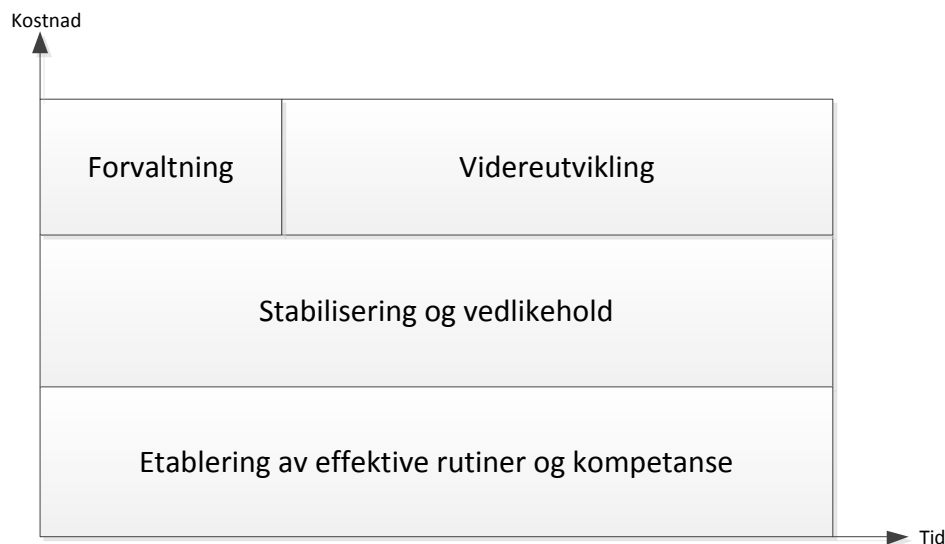 Kostnad
Forvaltning
Videreutvikling
Stabilisering og vedlikehold
Etablering av effektive rutiner og kompetanse
Tid